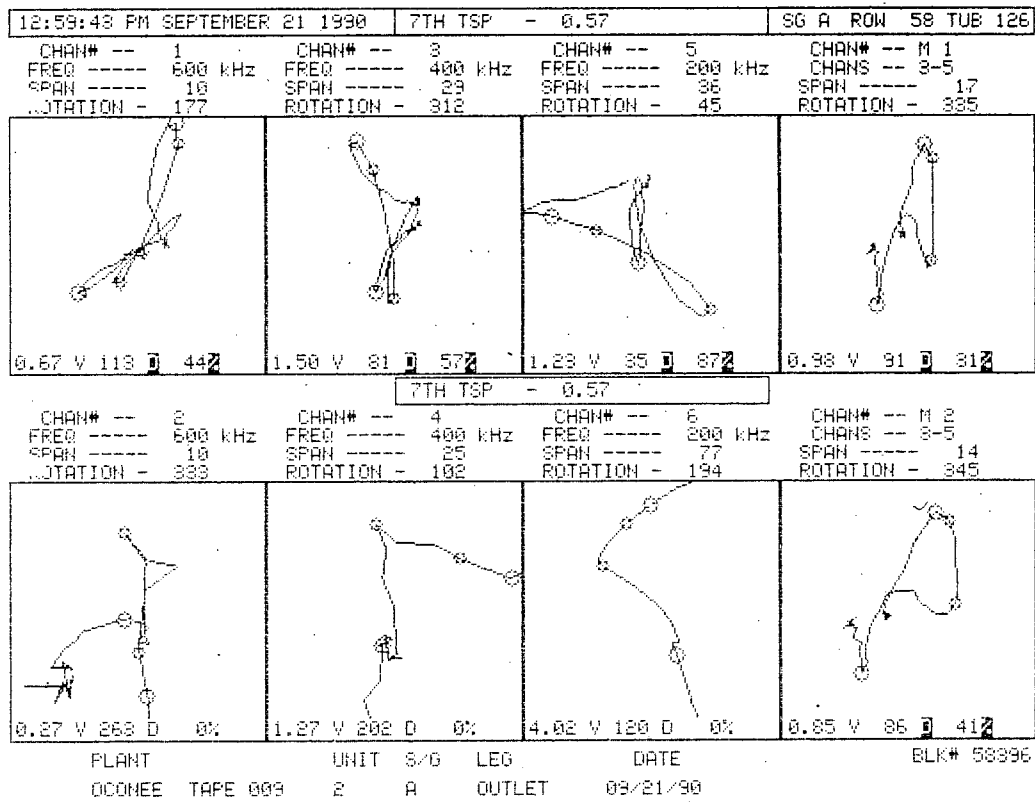 12:59:43 PM SEPTEMBER 21 1990 7TH TSP - 0.57 SG A ROW 58 TUB 126
CHAN# -- 1 CHAN# -- 3 CHAN# -- 5 CHAN# -- M 1
FREQ ----- 600 kHz FREQ ----- 400 kHz FREQ ----- 200 kHz CHANS -- 3-5
SPAN ----- 10 SPAN ----- 29 SPAN ----- 36 SPAN ----- 17
ROTATION - 177 ROTATION - 312 ROTATION - 45 ROTATION - 335
0.67 V 113 D 44% 1.50 V 81 D 57% 1.23 V 85 D 87% 0.98 V 91 D 31%
7TH TSP - 0.57
CHAN# -- 2 CHAN# -- 4 CHAN# -- 6 CHAN# -- M 2
FREQ ----- 600 kHz FREQ ----- 400 kHz FREQ ----- 200 kHz CHANS -- 3-5
SPAN ----- 10 SPAN ----- 25 SPAN ----- 77 SPAN ----- 14
ROTATION - 333 ROTATION - 102 ROTATION - 194 ROTATION - 345
0.27 V 263 D 0% 1.27 V 202 D 0% 4.02 V 120 D 0% 0.85 V 86 D 41%
PLANT UNIT S/G LEG DATE BLK# 58396
OCONEE TAPE 009 2 A OUTLET 09/21/90